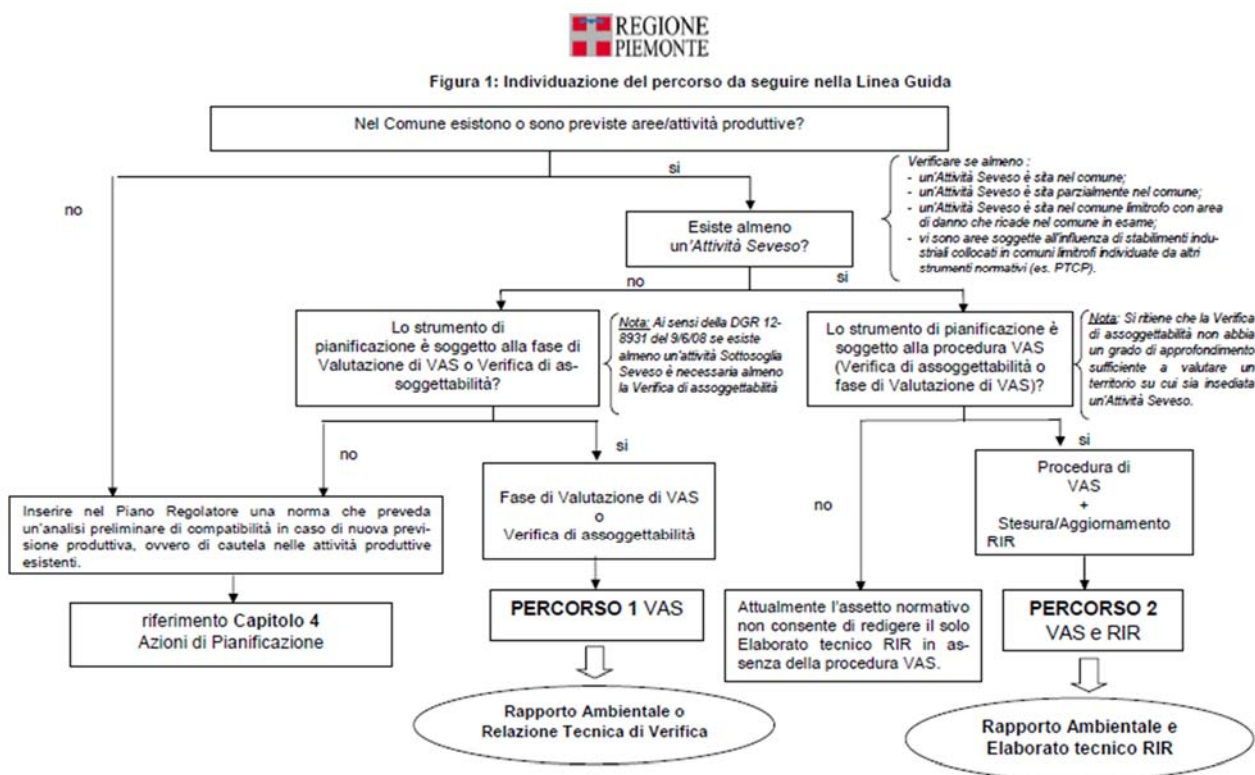 REGIONE
PIEMONTE
Figura 1: Individuazione del percorso da seguire nella Linea Guida
Nel Comune esistono o sono previste aree/attività produttive?
no
si
Verificare se almeno :
- un'Attività Seveso è sita nel comune;
- un'Attività Seveso è sita parzialmente nel comune;
- un'Attività Seveso è sita nel comune limitrofo con area
di danno che ricade nel comune in esame;
- vi sono aree soggette all'influenza di stabilimenti indu-
striali collocati in comuni limitrofi individuate da altri
strumenti normativi (es. PTCP).
Esiste almeno
un'Attività Seveso?
no
si
Lo strumento di
pianificazione è soggetto alla fase di
Valutazione di VAS o Verifica di as-
soggettabilità?
Nota: Ai sensi della DGR 12-
8931 del 9/6/08 se esiste
almeno un'attività Sottosoglia
Seveso è necessaria almeno
la Verifica di assoggettabilità
Lo strumento di pianificazione è
soggetto alla procedura VAS
(Verifica di assoggettabilità o
fase di Valutazione di VAS)?
Nota: Si ritiene che la Verifica
di assoggettabilità non abbia
un grado di approfondimento
sufficiente a valutare un
territorio su cui sia insediata
un'Attività Seveso.
no
si
no
si
Inserire nel Piano Regolatore una norma che preveda
un'analisi preliminare di compatibilità in caso di nuova previ-
sione produttiva, ovvero di cautela nelle attività produttive
esistenti.
Fase di Valutazione di VAS
o
Verifica di assoggettabilità
Procedura di
VAS
+
Stesura/Aggiornamento
RIR
riferimento Capitolo 4
Azioni di Pianificazione
PERCORSO 1 VAS
Attualmente l'assetto normativo
non consente di redigere il solo
Elaborato tecnico RIR in as-
senza della procedura VAS.
PERCORSO 2
VAS e RIR
Rapporto Ambientale o
Relazione Tecnica di Verifica
Rapporto Ambientale e
Elaborato tecnico RIR